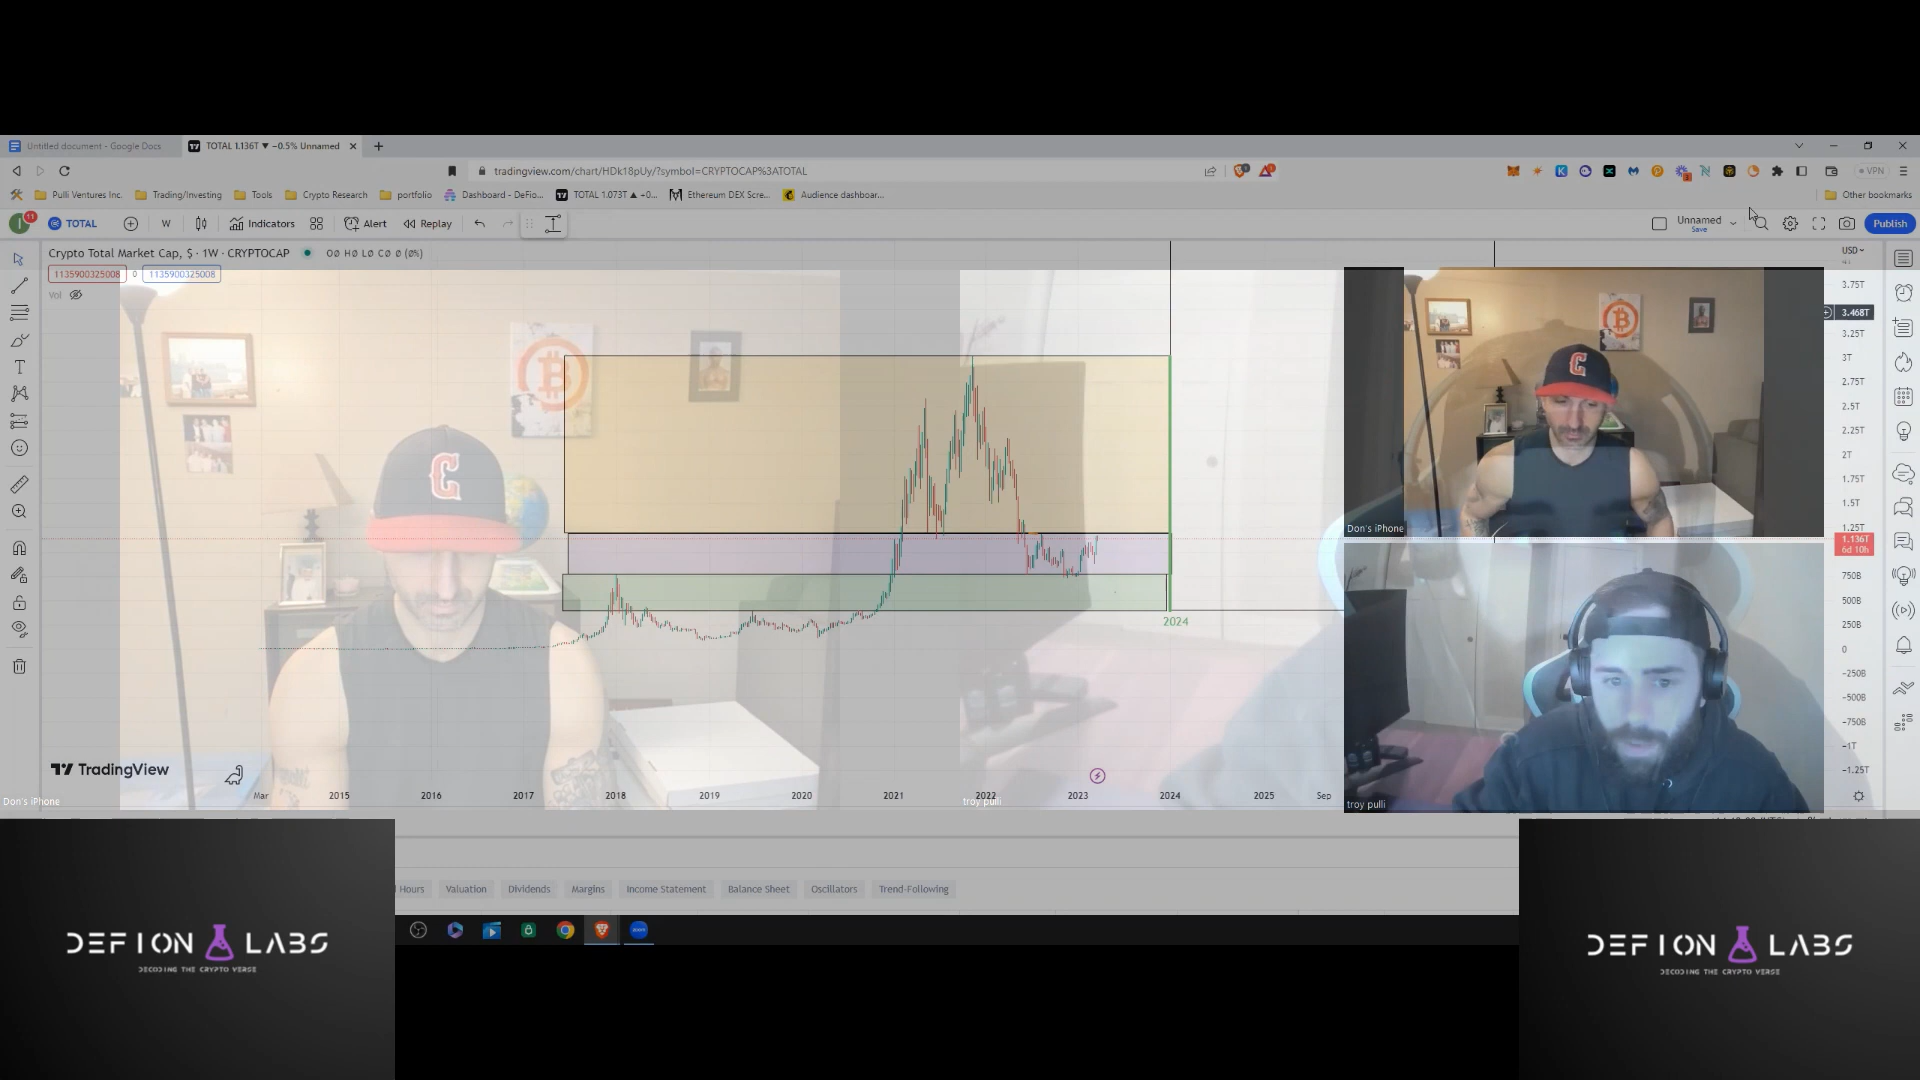 Untitled document - Google Docs
TOTAL 1.136T ▼ −0.5% Unnamed
tradingview.com/chart/HDk18pUy/?symbol=CRYPTOCAP%3ATOTAL
VPN
Pulli Ventures Inc.
Trading/Investing
Tools
Crypto Research
portfolio
Dashboard - DeFio...
TOTAL 1.073T ▲ +0...
Ethereum DEX Scre...
Audience dashboar...
Other bookmarks
11
TOTAL
W
Indicators
Alert
Replay
Unnamed
Save
Publish
Crypto Total Market Cap, $ · 1W · CRYPTOCAP
O∅ H∅ L∅ C∅ ∅ (0%)
USD
1135900325008
0
1135900325008
Vol
3.75T
3.468T
3.25T
3T
2.75T
2.5T
2.25T
2T
1.75T
1.5T
1.25T
1.136T
6d 10h
750B
500B
250B
0
−250B
−500B
−750B
−1T
−1.25T
C
C
Don's iPhone
2024
TradingView
Mar
2015
2016
2017
2018
2019
2020
2021
2022
2023
2024
2025
Sep
Don's iPhone
troy pulli
troy pulli
Hours
Valuation
Dividends
Margins
Income Statement
Balance Sheet
Oscillators
Trend-Following
zoom
DEFION LABS
DECODING THE CRYPTO VERSE
DEFION LABS
DECODING THE CRYPTO VERSE